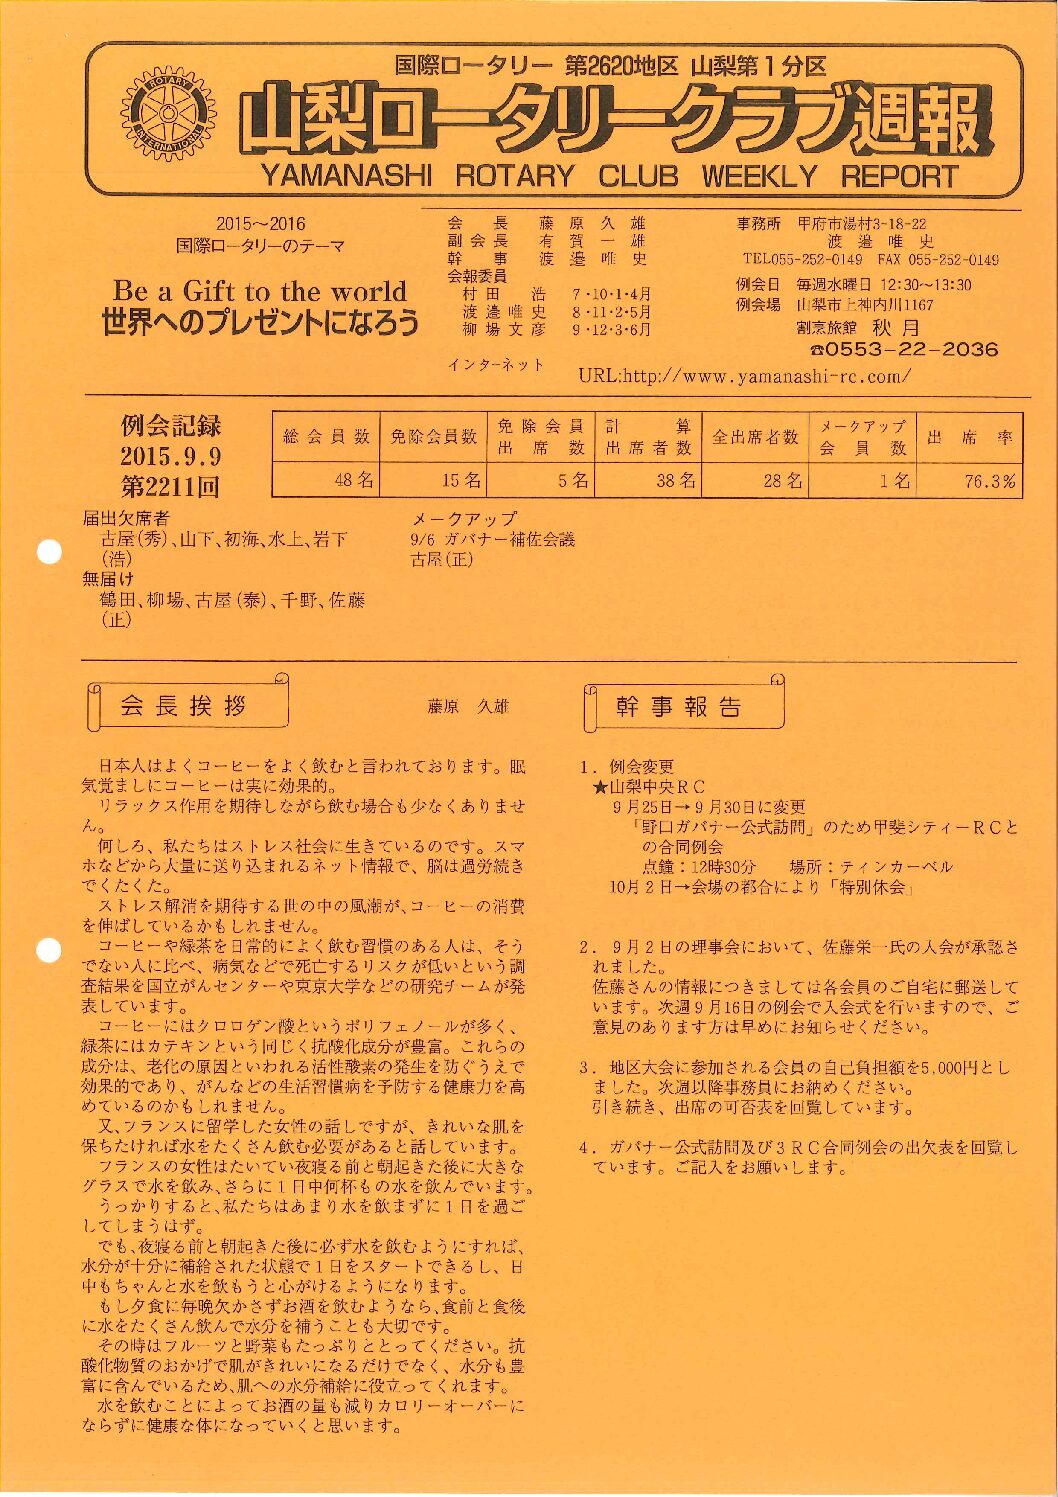 国際ロータリー 第2620地区 山梨第1分区
ROTARY INTERNATIONAL
山梨ロータリークラブ週報
YAMANASHI ROTARY CLUB WEEKLY REPORT
2015～2016
国際ロータリーのテーマ
Be a Gift to the world
世界へのプレゼントになろう
会長 藤原久雄
副会長 有賀一雄
幹事 渡邉唯史
会報委員
村田 浩 7・10・1・4月
渡邉唯史 8・11・2・5月
柳場文彦 9・12・3・6月
インターネット URL:http://www.yamanashi-rc.com/
事務所 甲府市湯村3-18-22
渡邉唯史
TEL055-252-0149 FAX 055-252-0149
例会日 毎週水曜日 12:30～13:30
例会場 山梨市上神内川1167
割烹旅館 秋月
☎0553-22-2036
例会記録
2015.9.9
第2211回
総会員数 免除会員数 免除会員出席数 計算出席者数 全出席者数 メークアップ会員数 出席率
48名 15名 5名 38名 28名 1名 76.3%
届出欠席者
古屋(秀)、山下、初海、水上、岩下
(浩)
無届け
鶴田、柳場、古屋(泰)、千野、佐藤
(正)
メークアップ
9/6 ガバナー補佐会議
古屋(正)
会長挨拶 藤原 久雄
日本人はよくコーヒーをよく飲むと言われております。眠
気覚ましにコーヒーは実に効果的。
リラックス作用を期待しながら飲む場合も少なくありませ
ん。
何しろ、私たちはストレス社会に生きているのです。スマ
ホなどから大量に送り込まれるネット情報で、脳は過労続き
でくたくた。
ストレス解消を期待する世の中の風潮が、コーヒーの消費
を伸ばしているかもしれません。
コーヒーや緑茶を日常的によく飲む習慣のある人は、そう
でない人に比べ、病気などで死亡するリスクが低いという調
査結果を国立がんセンターや東京大学などの研究チームが発
表しています。
コーヒーにはクロロゲン酸というポリフェノールが多く、
緑茶にはカテキンという同じく抗酸化成分が豊富。これらの
成分は、老化の原因といわれる活性酸素の発生を防ぐうえで
効果的であり、がんなどの生活習慣病を予防する健康力を高
めているのかもしれません。
又、フランスに留学した女性の話しですが、きれいな肌を
保ちたければ水をたくさん飲む必要があると話しています。
フランスの女性はたいてい夜寝る前と朝起きた後に大きな
グラスで水を飲み、さらに1日中何杯もの水を飲んでいます。
うっかりすると、私たちはあまり水を飲まずに1日を過ご
してしまうはず。
でも、夜寝る前と朝起きた後に必ず水を飲むようにすれば、
水分が十分に補給された状態で1日をスタートできるし、日
中もちゃんと水を飲もうと心がけるようになります。
もし夕食に毎晩欠かさずお酒を飲むようなら、食前と食後
に水をたくさん飲んで水分を補うことも大切です。
その時はフルーツと野菜もたっぷりととってください。抗
酸化物質のおかげで肌がきれいになるだけでなく、水分も豊
富に含んでいるため、肌への水分補給に役立ってくれます。
水を飲むことによってお酒の量も減りカロリーオーバーに
ならずに健康な体になっていくと思います。
幹事報告
1．例会変更
★山梨中央RC
9月25日→9月30日に変更
「野口ガバナー公式訪問」のため甲斐シティーRCと
の合同例会
点鐘：12時30分 場所：ティンカーベル
10月2日→会場の都合により「特別休会」
2．9月2日の理事会において、佐藤栄一氏の入会が承認さ
れました。
佐藤さんの情報につきましては各会員のご自宅に郵送して
います。次週9月16日の例会で入会式を行いますので、ご
意見のあります方は早めにお知らせください。
3．地区大会に参加される会員の自己負担額を5,000円とし
ました。次週以降事務員にお納めください。
引き続き、出席の可否表を回覧しています。
4．ガバナー公式訪問及び3RC合同例会の出欠表を回覧し
ています。ご記入をお願いします。